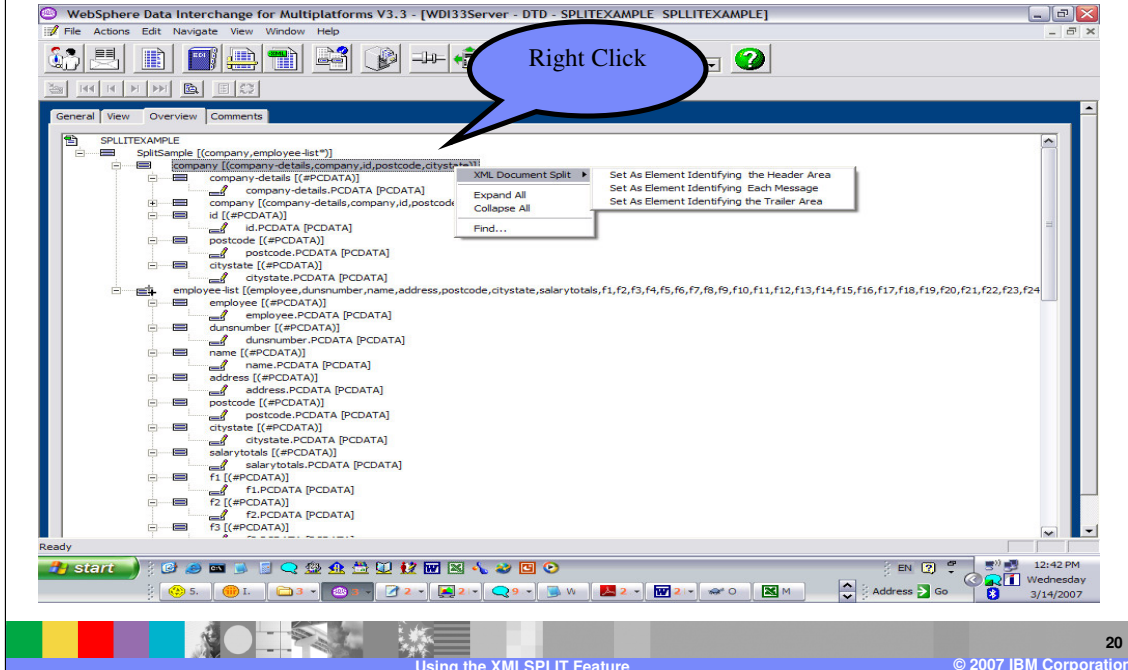 WebSphere Data Interchange for Multiplatforms V3.3 - [WDI33Server - DTD - SPLITEXAMPLE SPLLITEXAMPLE]
File Actions Edit Navigate View Window Help
Right Click
General View Overview Comments
SPLLITEXAMPLE
SplitSample [(company,employee-list*)]
company [(company-details,company,id,postcode,citystate)]
company-details [(#PCDATA)]
company-details.PCDATA [PCDATA]
company [(company-details,company,id,postcode
id [(#PCDATA)]
id.PCDATA [PCDATA]
postcode [(#PCDATA)]
postcode.PCDATA [PCDATA]
citystate [(#PCDATA)]
citystate.PCDATA [PCDATA]
XML Document Split
Expand All
Collapse All
Find...
Set As Element Identifying the Header Area
Set As Element Identifying Each Message
Set As Element Identifying the Trailer Area
employee-list [(employee,dunsnumber,name,address,postcode,citystate,salarytotals,f1,f2,f3,f4,f5,f6,f7,f8,f9,f10,f11,f12,f13,f14,f15,f16,f17,f18,f19,f20,f21,f22,f23,f24
employee [(#PCDATA)]
employee.PCDATA [PCDATA]
dunsnumber [(#PCDATA)]
dunsnumber.PCDATA [PCDATA]
name [(#PCDATA)]
name.PCDATA [PCDATA]
address [(#PCDATA)]
address.PCDATA [PCDATA]
postcode [(#PCDATA)]
postcode.PCDATA [PCDATA]
citystate [(#PCDATA)]
citystate.PCDATA [PCDATA]
salarytotals [(#PCDATA)]
salarytotals.PCDATA [PCDATA]
f1 [(#PCDATA)]
f1.PCDATA [PCDATA]
f2 [(#PCDATA)]
f2.PCDATA [PCDATA]
f3 [(#PCDATA)]
Ready
start
EN
12:42 PM
S. I. 3 3 2 2 9 W 2 2 O M
Address Go
Wednesday
3/14/2007
20
Using the XMLSPLIT Feature
© 2007 IBM Corporation